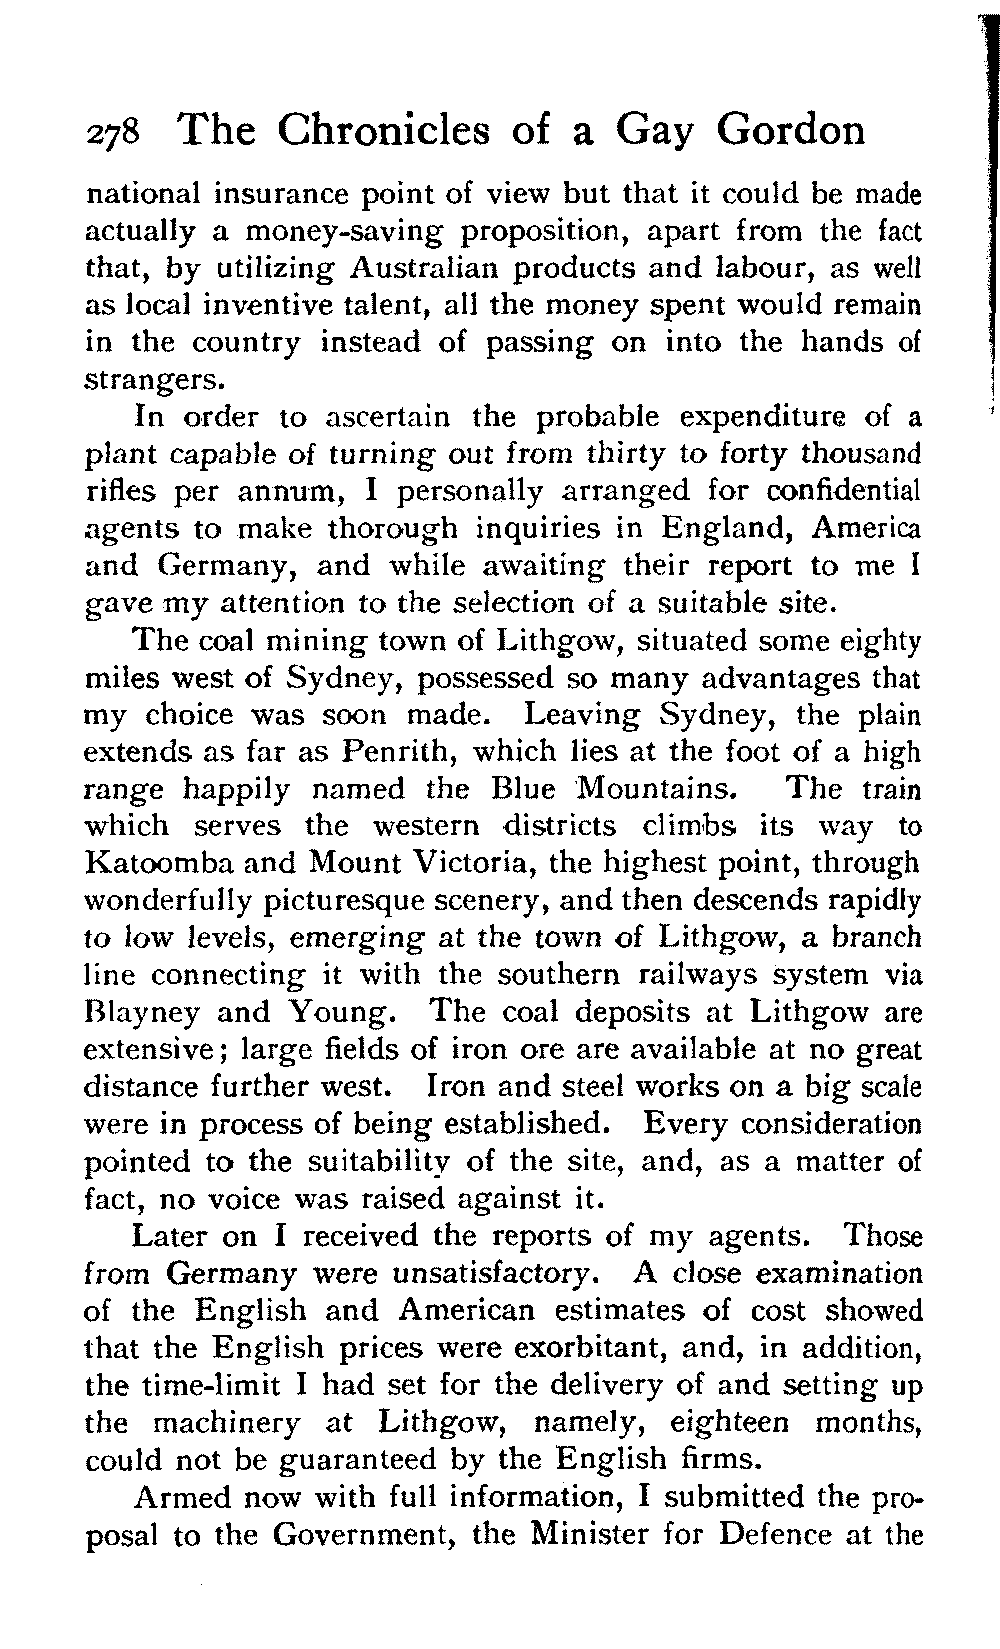 278 The Chronicles of a Gay Gordon
national insurance point of view but that it could be made
actually a money-saving proposition, apart from the fact
that, by utilizing Australian products and labour, as well
as local inventive talent, all the money spent would remain
in the country instead of passing on into the hands of
strangers.
In order to ascertain the probable expenditure of a
plant capable of turning out from thirty to forty thousand
rifles per annum, I personally arranged for confidential
agents to make thorough inquiries in England, America
and Germany, and while awaiting their report to me I
gave my attention to the selection of a suitable site.
The coal mining town of Lithgow, situated some eighty
miles west of Sydney, possessed so many advantages that
my choice was soon made. Leaving Sydney, the plain
extends as far as Penrith, which lies at the foot of a high
range happily named the Blue Mountains. The train
which serves the western districts climbs its way to
Katoomba and Mount Victoria, the highest point, through
wonderfully picturesque scenery, and then descends rapidly
to low levels, emerging at the town of Lithgow, a branch
line connecting it with the southern railways system via
Blayney and Young. The coal deposits at Lithgow are
extensive; large fields of iron ore are available at no great
distance further west. Iron and steel works on a big scale
were in process of being established. Every consideration
pointed to the suitability of the site, and, as a matter of
fact, no voice was raised against it.
Later on I received the reports of my agents. Those
from Germany were unsatisfactory. A close examination
of the English and American estimates of cost showed
that the English prices were exorbitant, and, in addition,
the time-limit I had set for the delivery of and setting up
the machinery at Lithgow, namely, eighteen months,
could not be guaranteed by the English firms.
Armed now with full information, I submitted the pro-
posal to the Government, the Minister for Defence at the